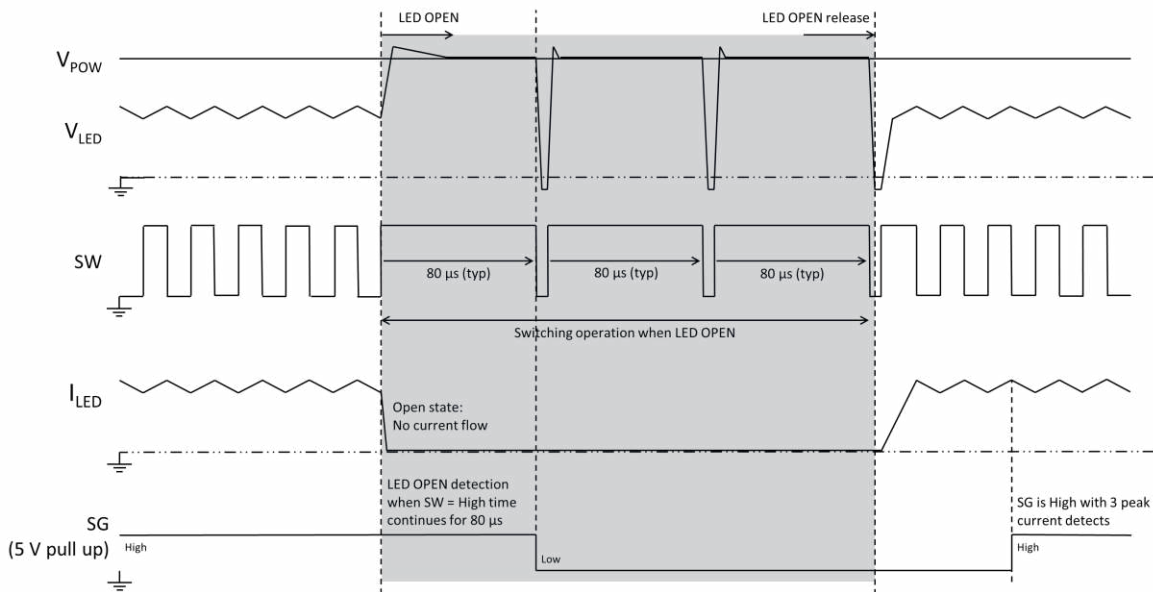 LED OPEN
LED OPEN release
VPOW
VLED
SW
80 µs (typ)
80 µs (typ)
80 µs (typ)
Switching operation when LED OPEN
ILED
Open state:
No current flow
LED OPEN detection
when SW = High time
continues for 80 µs
SG is High with 3 peak
current detects
SG
(5 V pull up)
High
Low
High